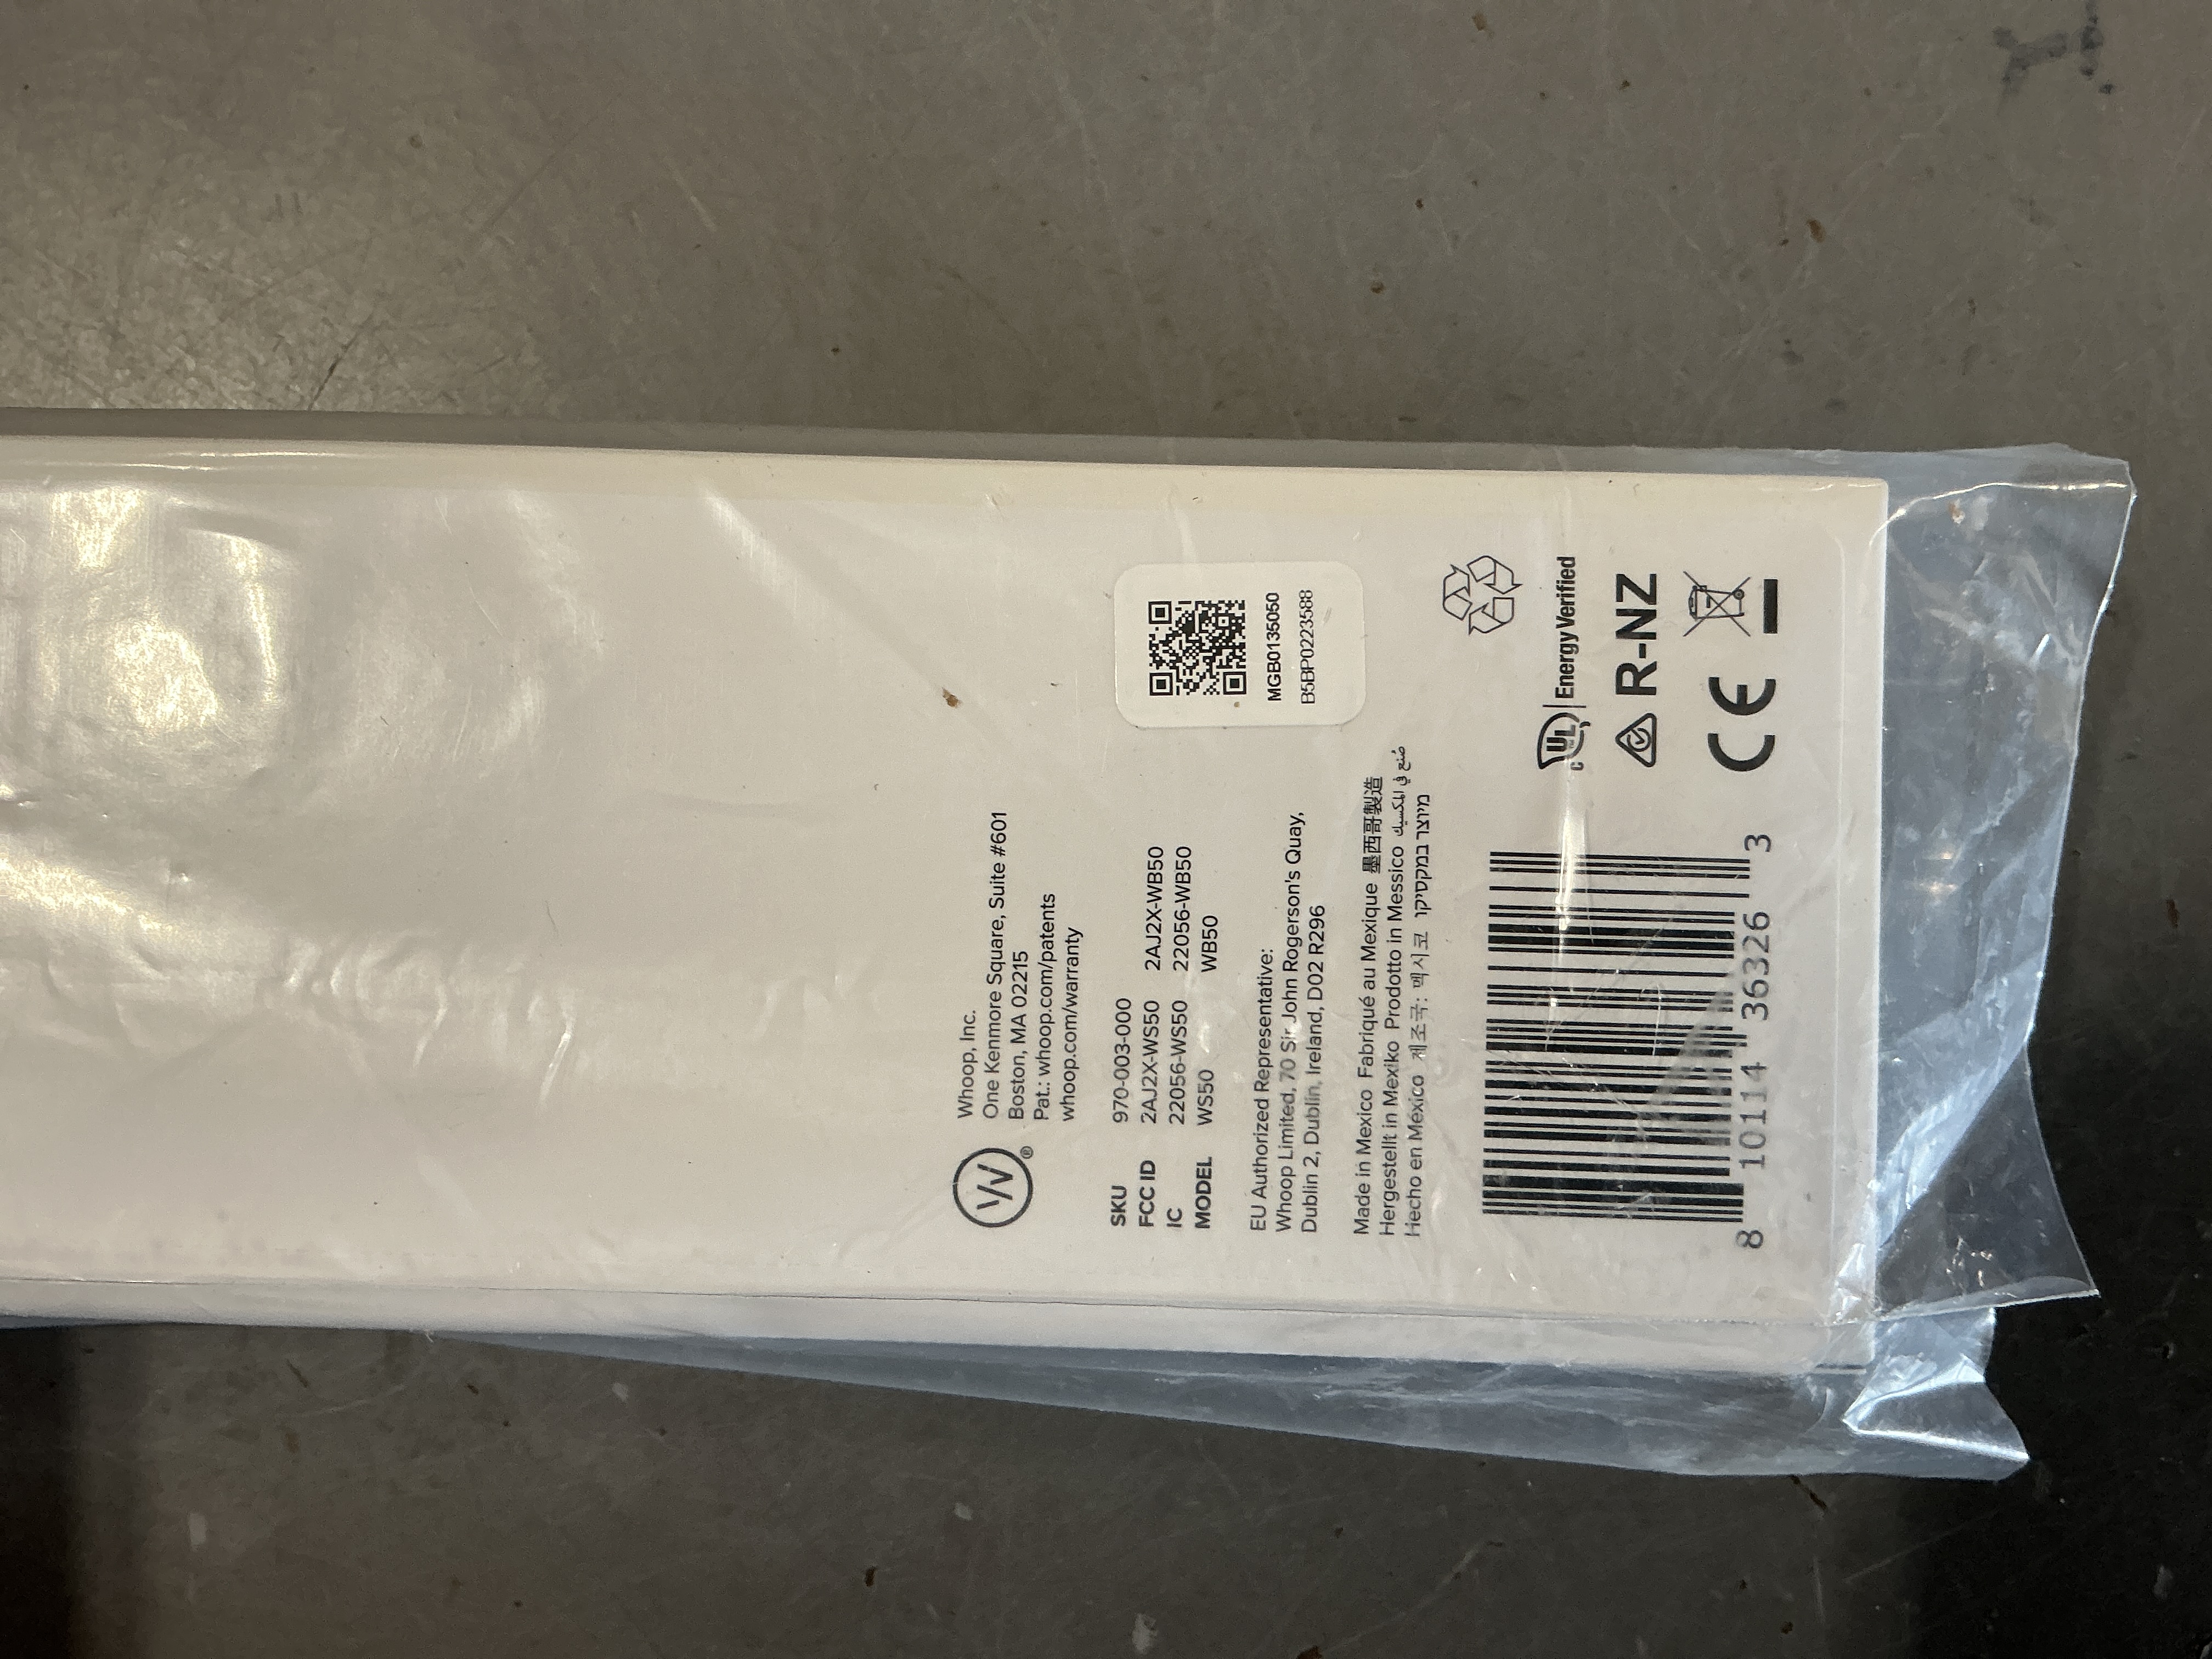 Whoop, Inc.
One Kenmore Square, Suite #601
Boston, MA 02215
Pat.: whoop.com/patents
whoop.com/warranty
W ®
SKU 970-003-000
FCC ID 2AJ2X-WS50 2AJ2X-WB50
IC 22056-WS50 22056-WB50
MODEL WS50 WB50
MGB0135050
B5BP0223588
EU Authorized Representative:
Whoop Limited, 70 Sir John Rogerson's Quay,
Dublin 2, Dublin, Ireland, D02 R296
Made in Mexico Fabriqué au Mexique 墨西哥製造
Hergestellt in Mexiko Prodotto in Messico صُنع في المكسيك
Hecho en México 제조국: 멕시코 מיוצר במקסיקו
c UL Energy Verified
R-NZ
CE
8 10114 36326 3